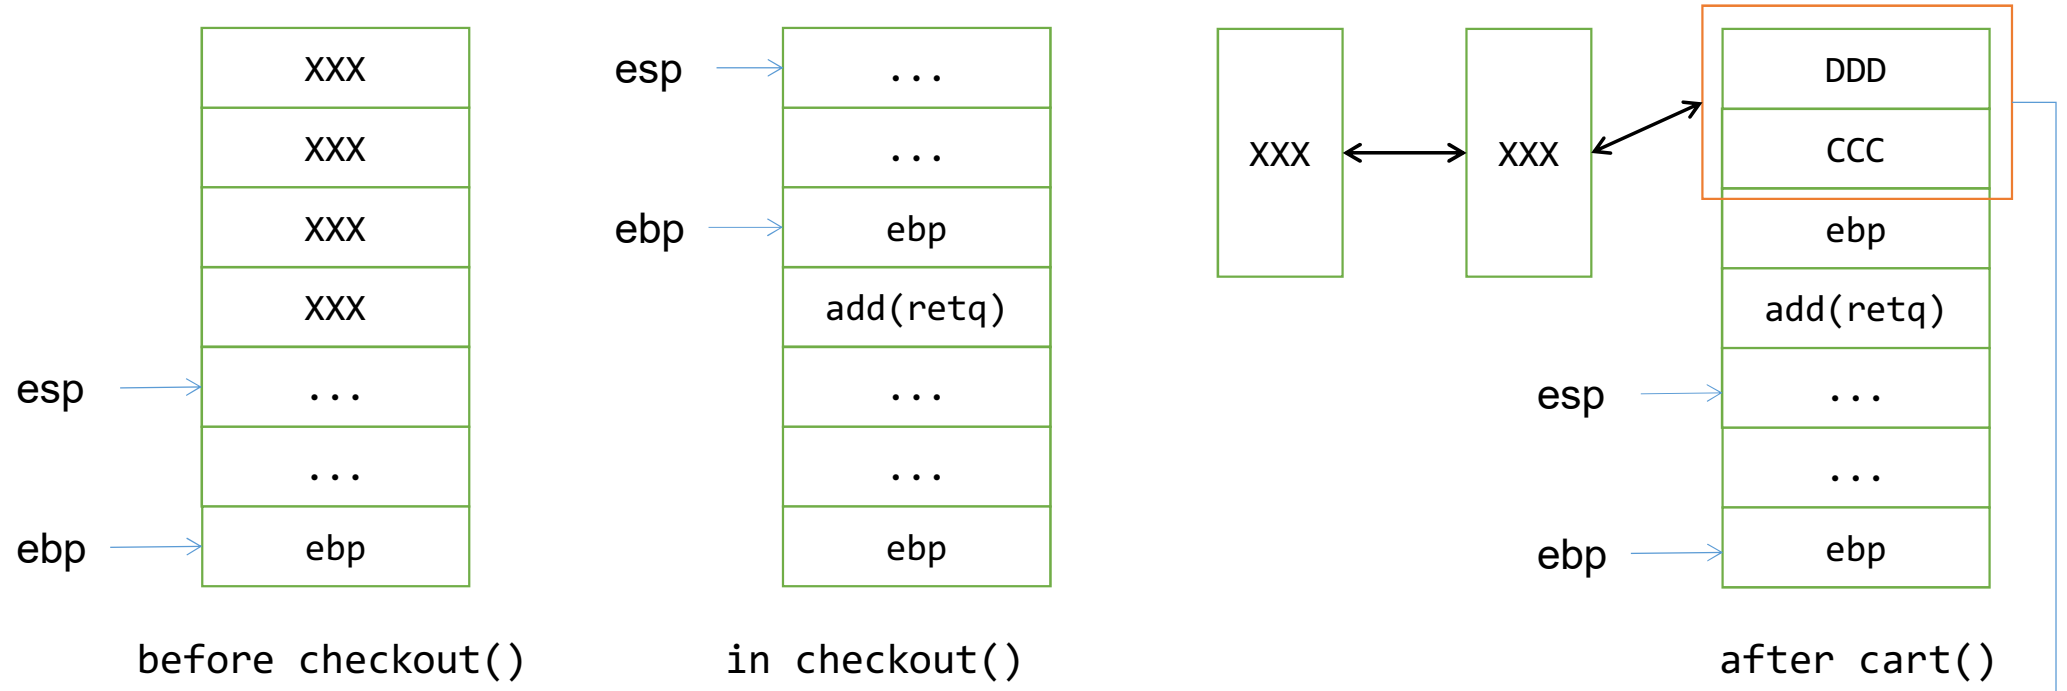 XXX
XXX
XXX
XXX
esp
...
...
ebp
ebp
before checkout()
esp
...
...
ebp
ebp
add(retq)
...
...
ebp
in checkout()
XXX
XXX
DDD
CCC
ebp
add(retq)
esp
...
...
ebp
ebp
after cart()